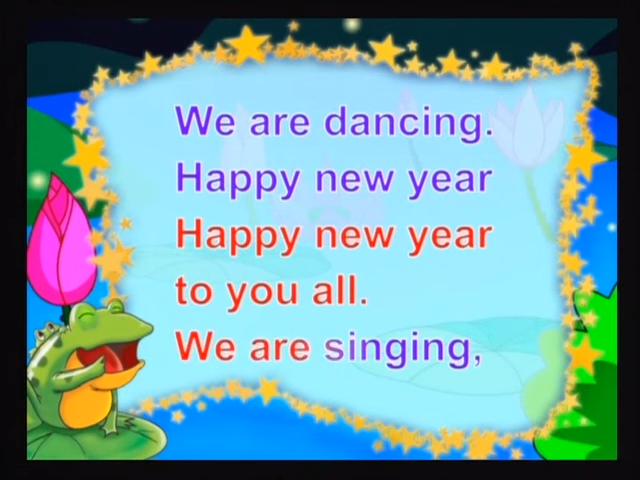 We are dancing.
Happy new year
Happy new year
to you all.
We are singing,